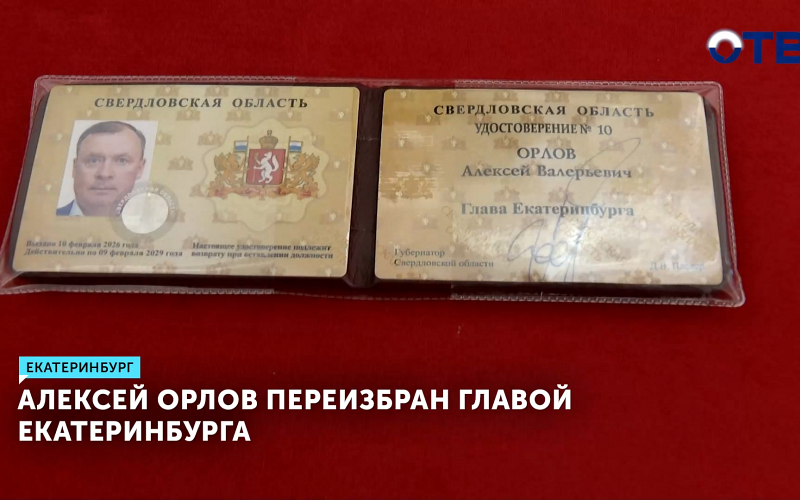 ОТВ
СВЕРДЛОВСКАЯ ОБЛАСТЬ
Выдано 10 февраля 2026 года
Действительно по 09 февраля 2029 года
Настоящее удостоверение подлежит
возврату при оставлении должности
СВЕРДЛОВСКАЯ ОБЛАСТЬ
УДОСТОВЕРЕНИЕ № 10
ОРЛОВ
Алексей Валерьевич
Глава Екатеринбурга
Губернатор
Свердловской области
ЕКАТЕРИНБУРГ
АЛЕКСЕЙ ОРЛОВ ПЕРЕИЗБРАН ГЛАВОЙ
ЕКАТЕРИНБУРГА